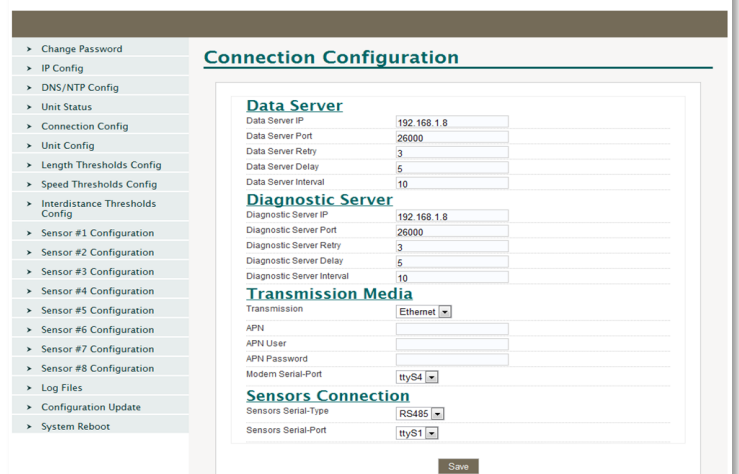 Change Password
IP Config
DNS/NTP Config
Unit Status
Connection Config
Unit Config
Length Thresholds Config
Speed Thresholds Config
Interdistance Thresholds
Config
Sensor #1 Configuration
Sensor #2 Configuration
Sensor #3 Configuration
Sensor #4 Configuration
Sensor #5 Configuration
Sensor #6 Configuration
Sensor #7 Configuration
Sensor #8 Configuration
Log Files
Configuration Update
System Reboot
Connection Configuration
Data Server
Data Server IP 192.168.1.8
Data Server Port 26000
Data Server Retry 3
Data Server Delay 5
Data Server Interval 10
Diagnostic Server
Diagnostic Server IP 192.168.1.8
Diagnostic Server Port 26000
Diagnostic Server Retry 3
Diagnostic Server Delay 5
Diagnostic Server Interval 10
Transmission Media
Transmission Ethernet
APN
APN User
APN Password
Modem Serial-Port ttyS4
Sensors Connection
Sensors Serial-Type RS485
Sensors Serial-Port ttyS1
Save